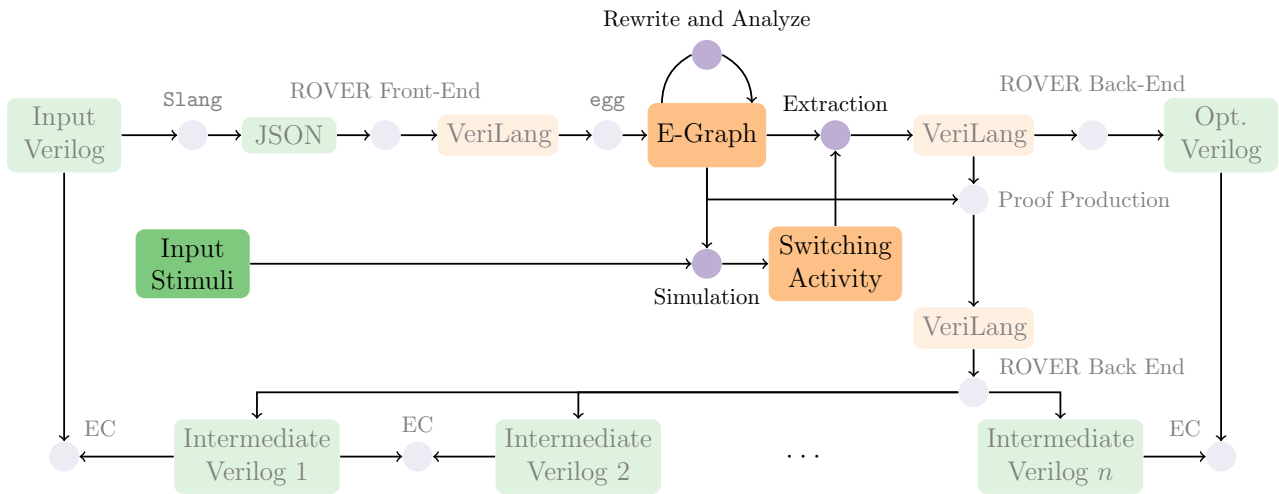 Rewrite and Analyze
Slang
ROVER Front-End
egg
Extraction
ROVER Back-End
Input
Verilog
JSON
VeriLang
E-Graph
VeriLang
Opt.
Verilog
Proof Production
Input
Stimuli
Simulation
Switching
Activity
VeriLang
ROVER Back End
EC
Intermediate
Verilog 1
EC
Intermediate
Verilog 2
...
Intermediate
Verilog n
EC